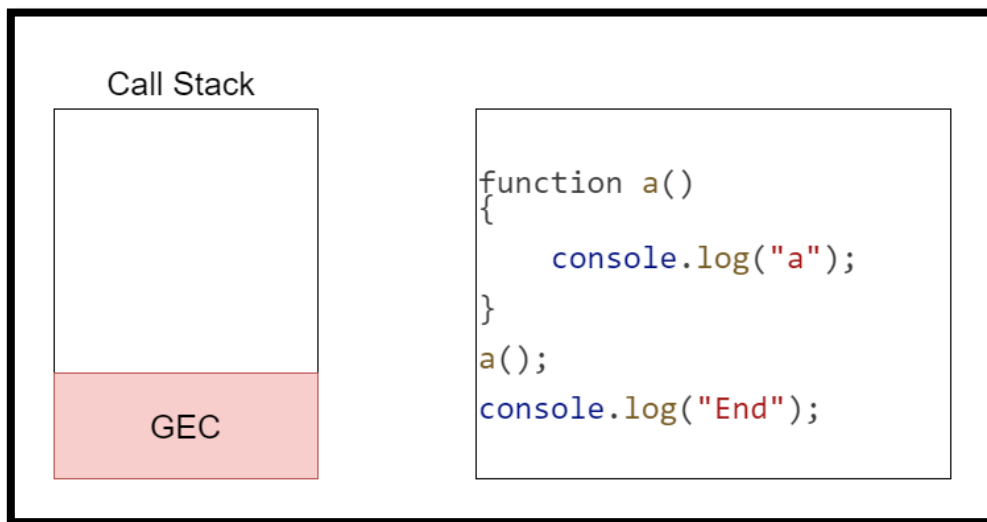 Call Stack
GEC
function a()
{
console.log("a");
}
a();
console.log("End");